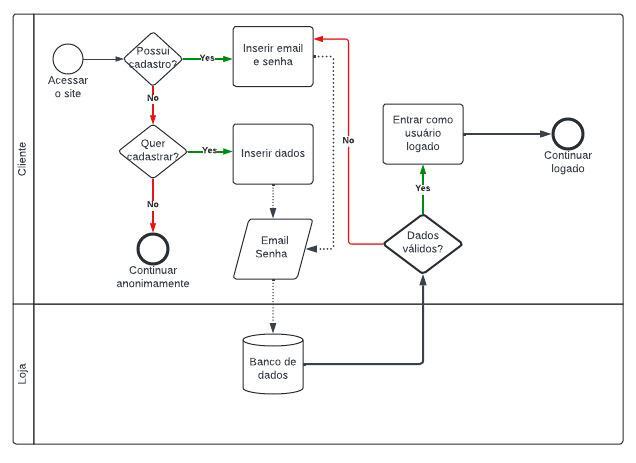 Cliente
Acessar
o site
Possui
cadastro?
Yes
Inserir email
e senha
No
Quer
cadastrar?
Yes
Inserir dados
No
Continuar
anonimamente
Email
Senha
No
Entrar como
usuário
logado
Continuar
logado
Yes
Dados
válidos?
Loja
Banco de
dados